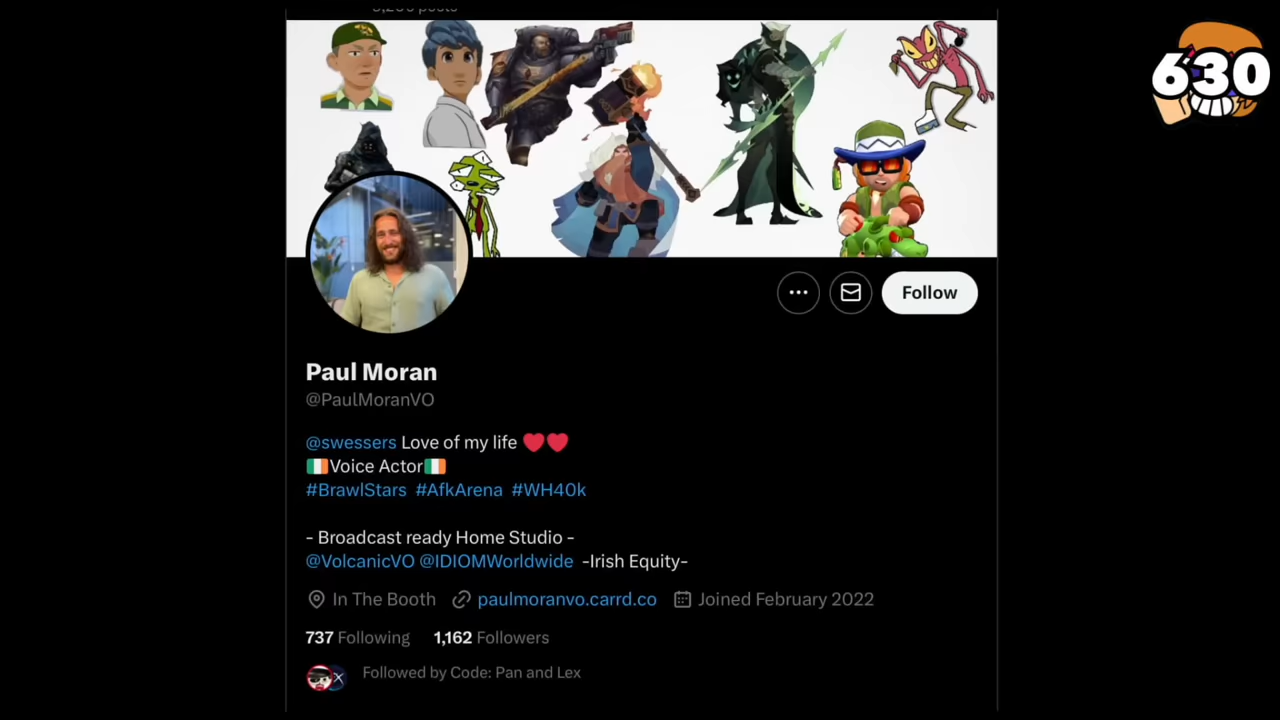 630
Follow
Paul Moran
@PaulMoranVO
@swessers Love of my life ❤️❤️
🇮🇪Voice Actor🇮🇪
#BrawlStars #AfkArena #WH40k
- Broadcast ready Home Studio -
@VolcanicVO @IDIOMWorldwide -Irish Equity-
In The Booth paulmoranvo.carrd.co Joined February 2022
737 Following 1,162 Followers
Followed by Code: Pan and Lex